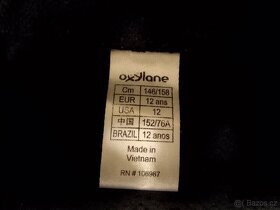 oxylane
Cm 146/158
EUR 12 ans
USA 12
中国 152/76A
BRAZIL 12 anos
Made in
Vietnam
RN # 106967
Bazos.cz